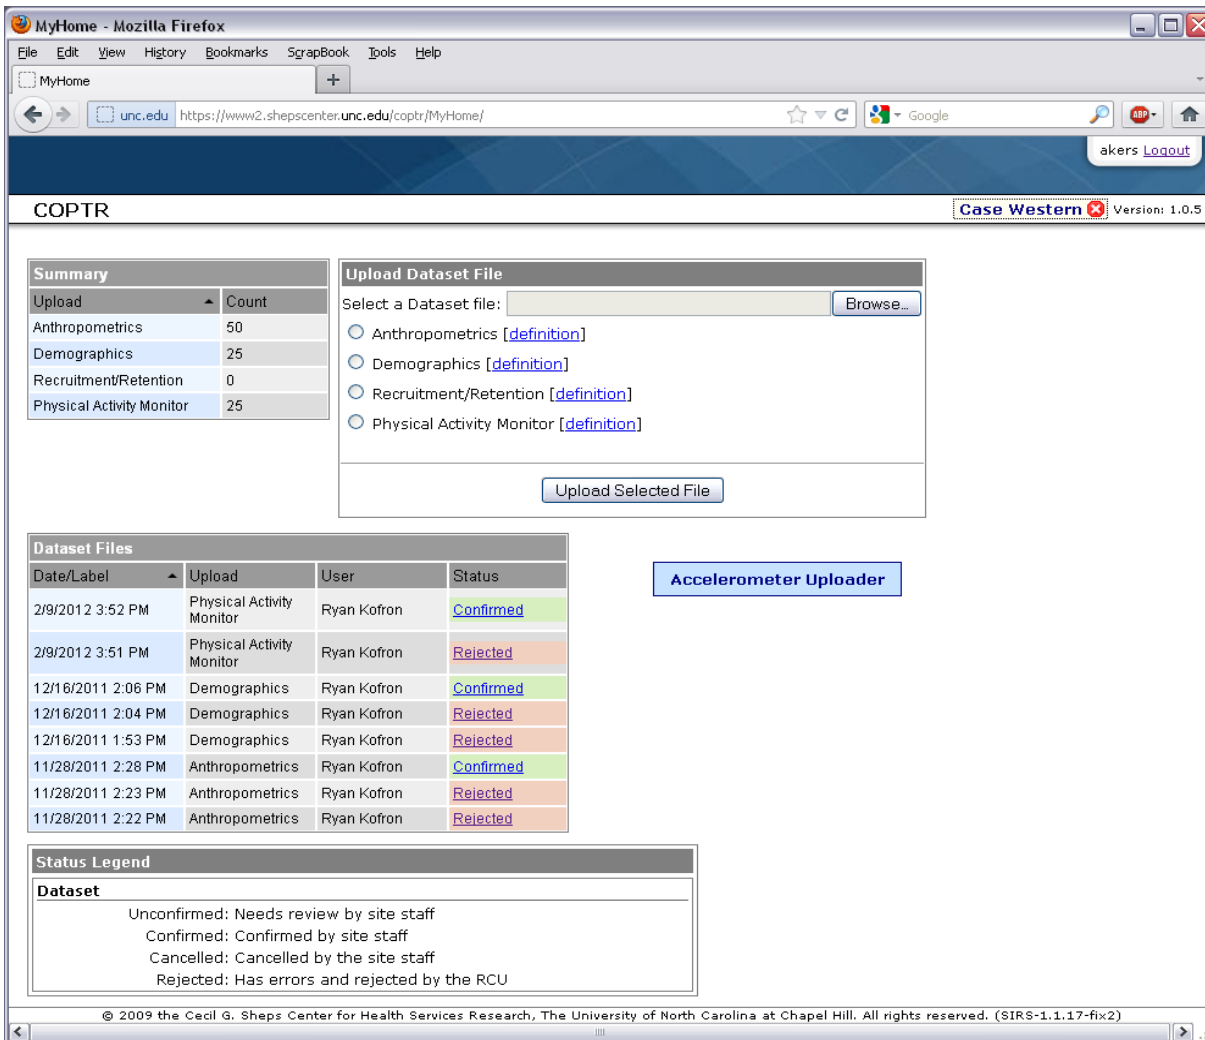 MyHome - Mozilla Firefox
File Edit View History Bookmarks ScrapBook Tools Help
MyHome
unc.edu https://www2.shepscenter.unc.edu/coptr/MyHome/ Google ABP
akers Logout
COPTR Case Western Version: 1.0.5
Summary
Upload Count
Anthropometrics 50
Demographics 25
Recruitment/Retention 0
Physical Activity Monitor 25
Upload Dataset File
Select a Dataset file: Browse...
Anthropometrics [definition]
Demographics [definition]
Recruitment/Retention [definition]
Physical Activity Monitor [definition]
Upload Selected File
Dataset Files
Date/Label Upload User Status
2/9/2012 3:52 PM Physical Activity Monitor Ryan Kofron Confirmed
2/9/2012 3:51 PM Physical Activity Monitor Ryan Kofron Rejected
12/16/2011 2:06 PM Demographics Ryan Kofron Confirmed
12/16/2011 2:04 PM Demographics Ryan Kofron Rejected
12/16/2011 1:53 PM Demographics Ryan Kofron Rejected
11/28/2011 2:28 PM Anthropometrics Ryan Kofron Confirmed
11/28/2011 2:23 PM Anthropometrics Ryan Kofron Rejected
11/28/2011 2:22 PM Anthropometrics Ryan Kofron Rejected
Accelerometer Uploader
Status Legend
Dataset
Unconfirmed: Needs review by site staff
Confirmed: Confirmed by site staff
Cancelled: Cancelled by the site staff
Rejected: Has errors and rejected by the RCU
© 2009 the Cecil G. Sheps Center for Health Services Research, The University of North Carolina at Chapel Hill. All rights reserved. (SIRS-1.1.17-fix2)